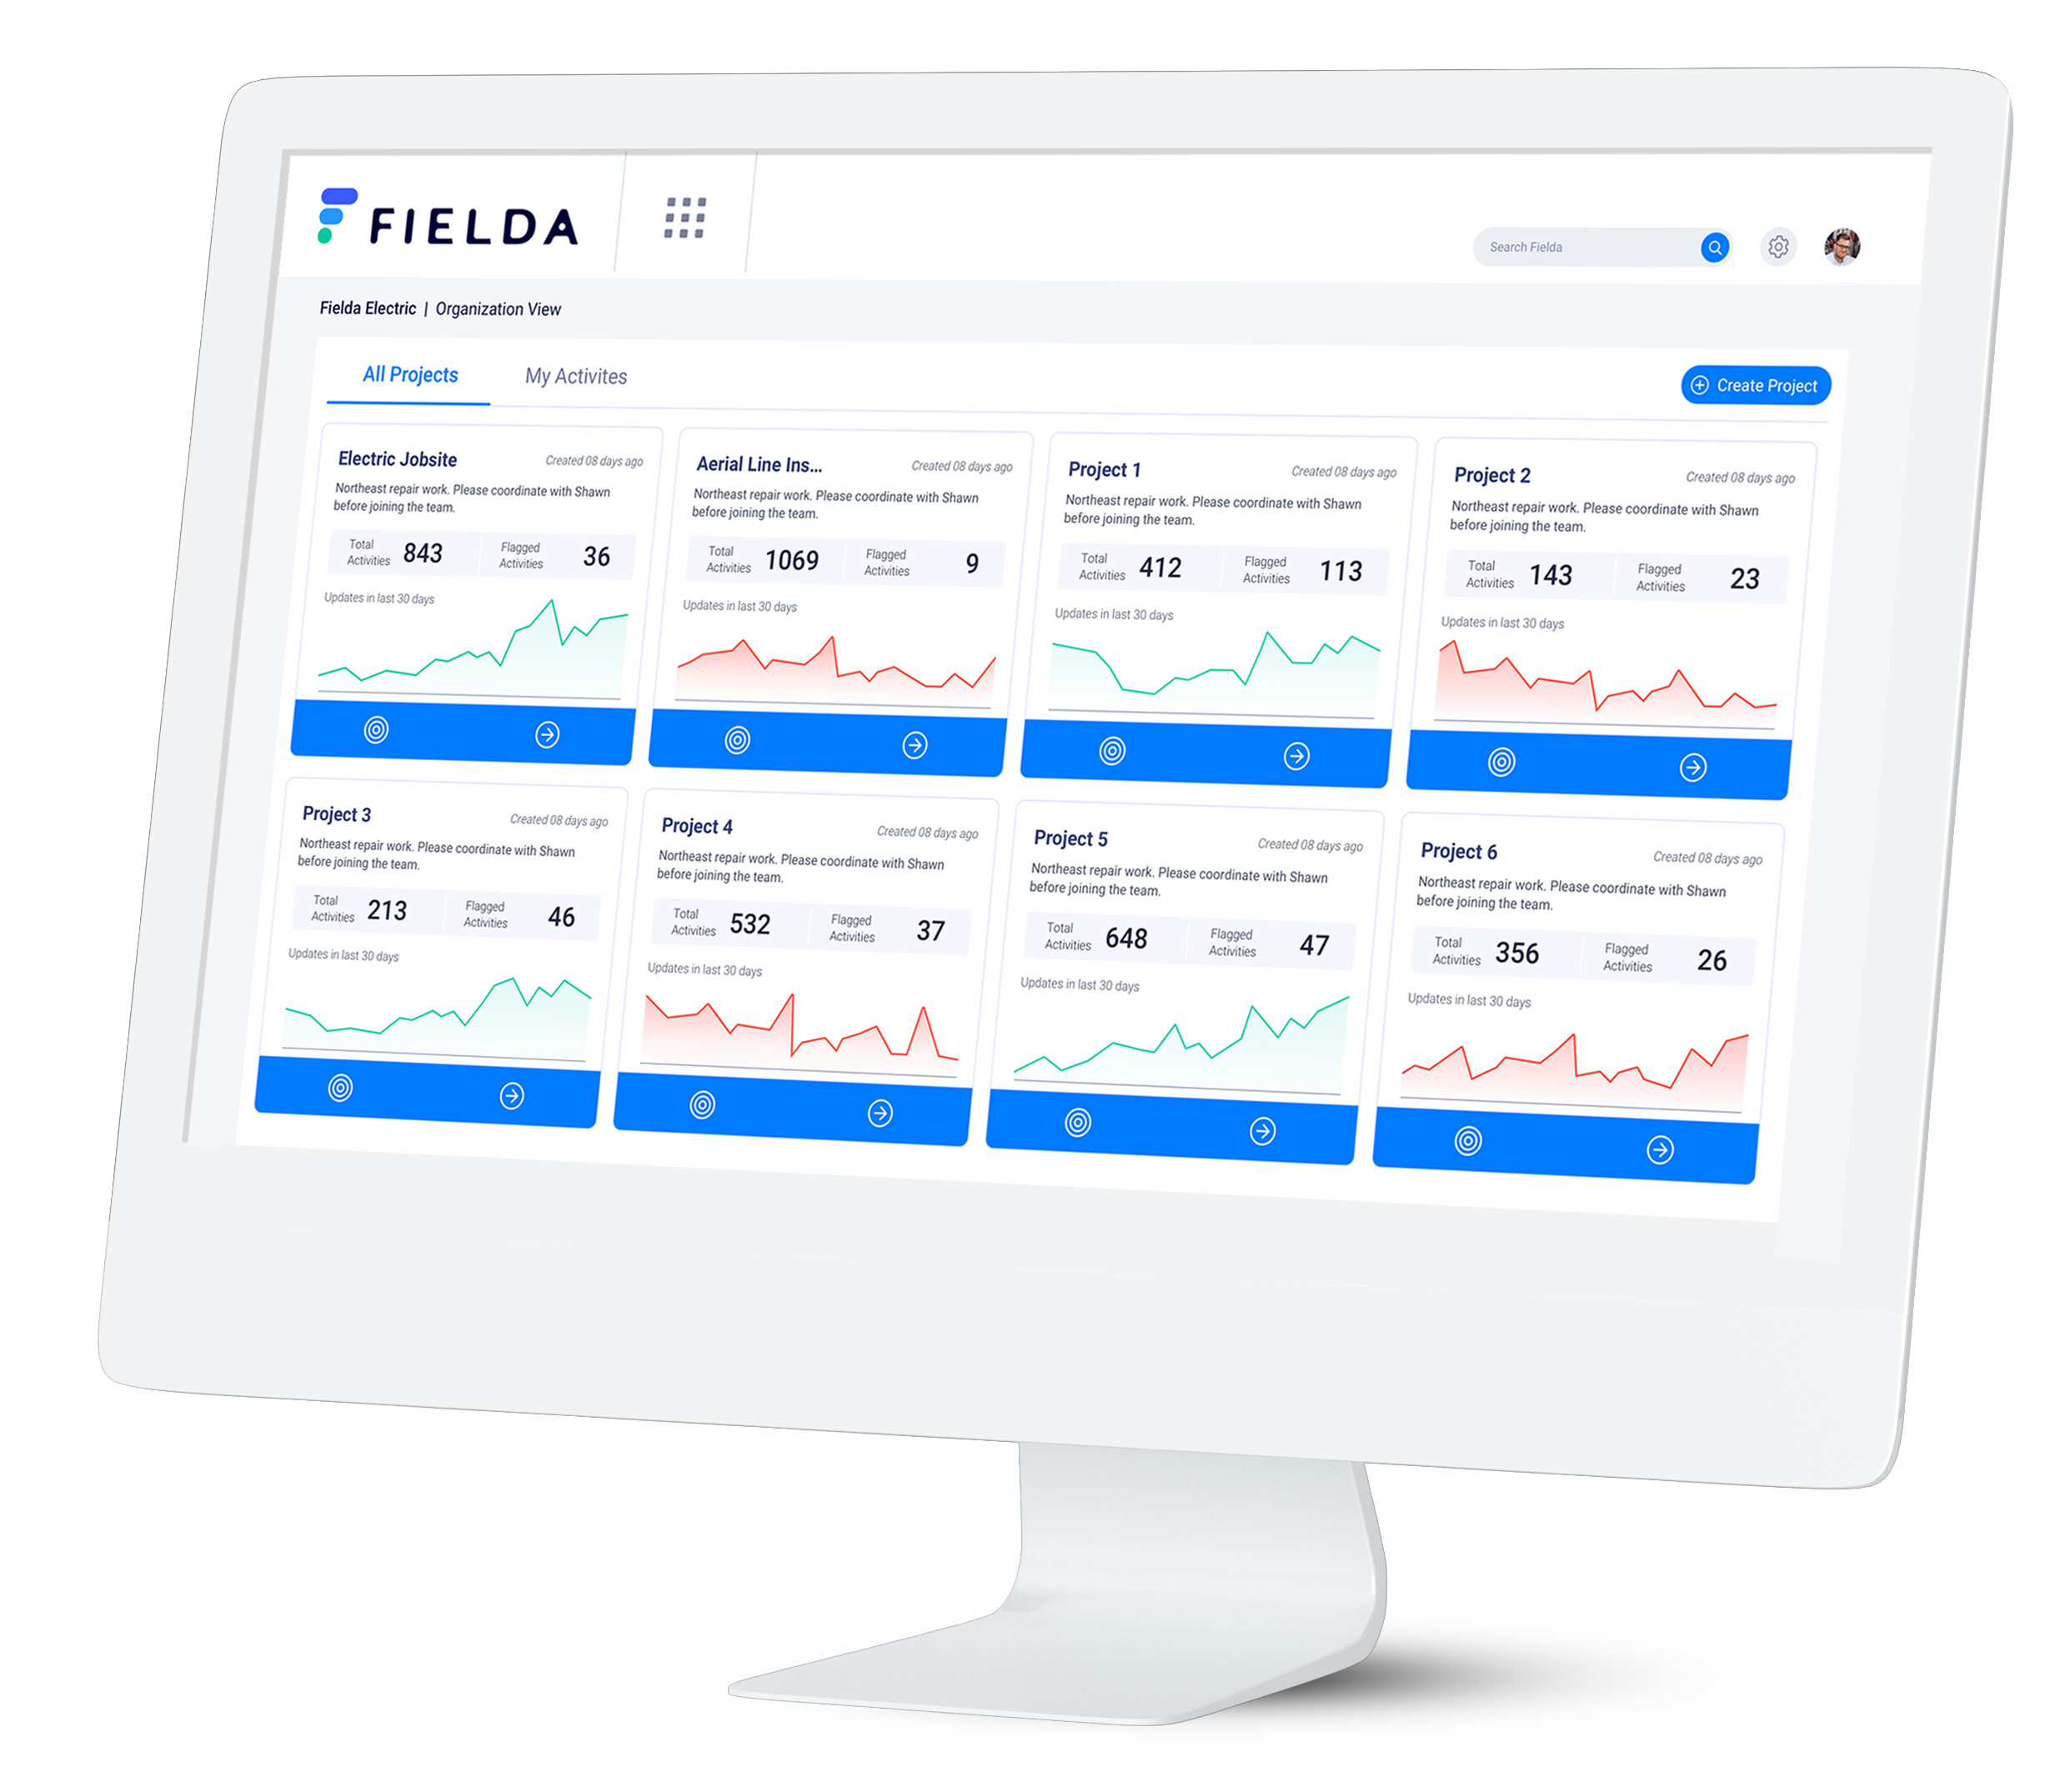 FIELDA
Search Fielda
Fielda Electric | Organization View
All Projects
My Activites
Create Project
Electric Jobsite
Created 08 days ago
Northeast repair work. Please coordinate with Shawn
before joining the team.
Total
Activities
843
Flagged
Activities
36
Updates in last 30 days
Aerial Line Ins...
Created 08 days ago
Northeast repair work. Please coordinate with Shawn
before joining the team.
Total
Activities
1069
Flagged
Activities
9
Updates in last 30 days
Project 1
Created 08 days ago
Northeast repair work. Please coordinate with Shawn
before joining the team.
Total
Activities
412
Flagged
Activities
113
Updates in last 30 days
Project 2
Created 08 days ago
Northeast repair work. Please coordinate with Shawn
before joining the team.
Total
Activities
143
Flagged
Activities
23
Updates in last 30 days
Project 3
Created 08 days ago
Northeast repair work. Please coordinate with Shawn
before joining the team.
Total
Activities
213
Flagged
Activities
46
Updates in last 30 days
Project 4
Created 08 days ago
Northeast repair work. Please coordinate with Shawn
before joining the team.
Total
Activities
532
Flagged
Activities
37
Updates in last 30 days
Project 5
Created 08 days ago
Northeast repair work. Please coordinate with Shawn
before joining the team.
Total
Activities
648
Flagged
Activities
47
Updates in last 30 days
Project 6
Created 08 days ago
Northeast repair work. Please coordinate with Shawn
before joining the team.
Total
Activities
356
Flagged
Activities
26
Updates in last 30 days